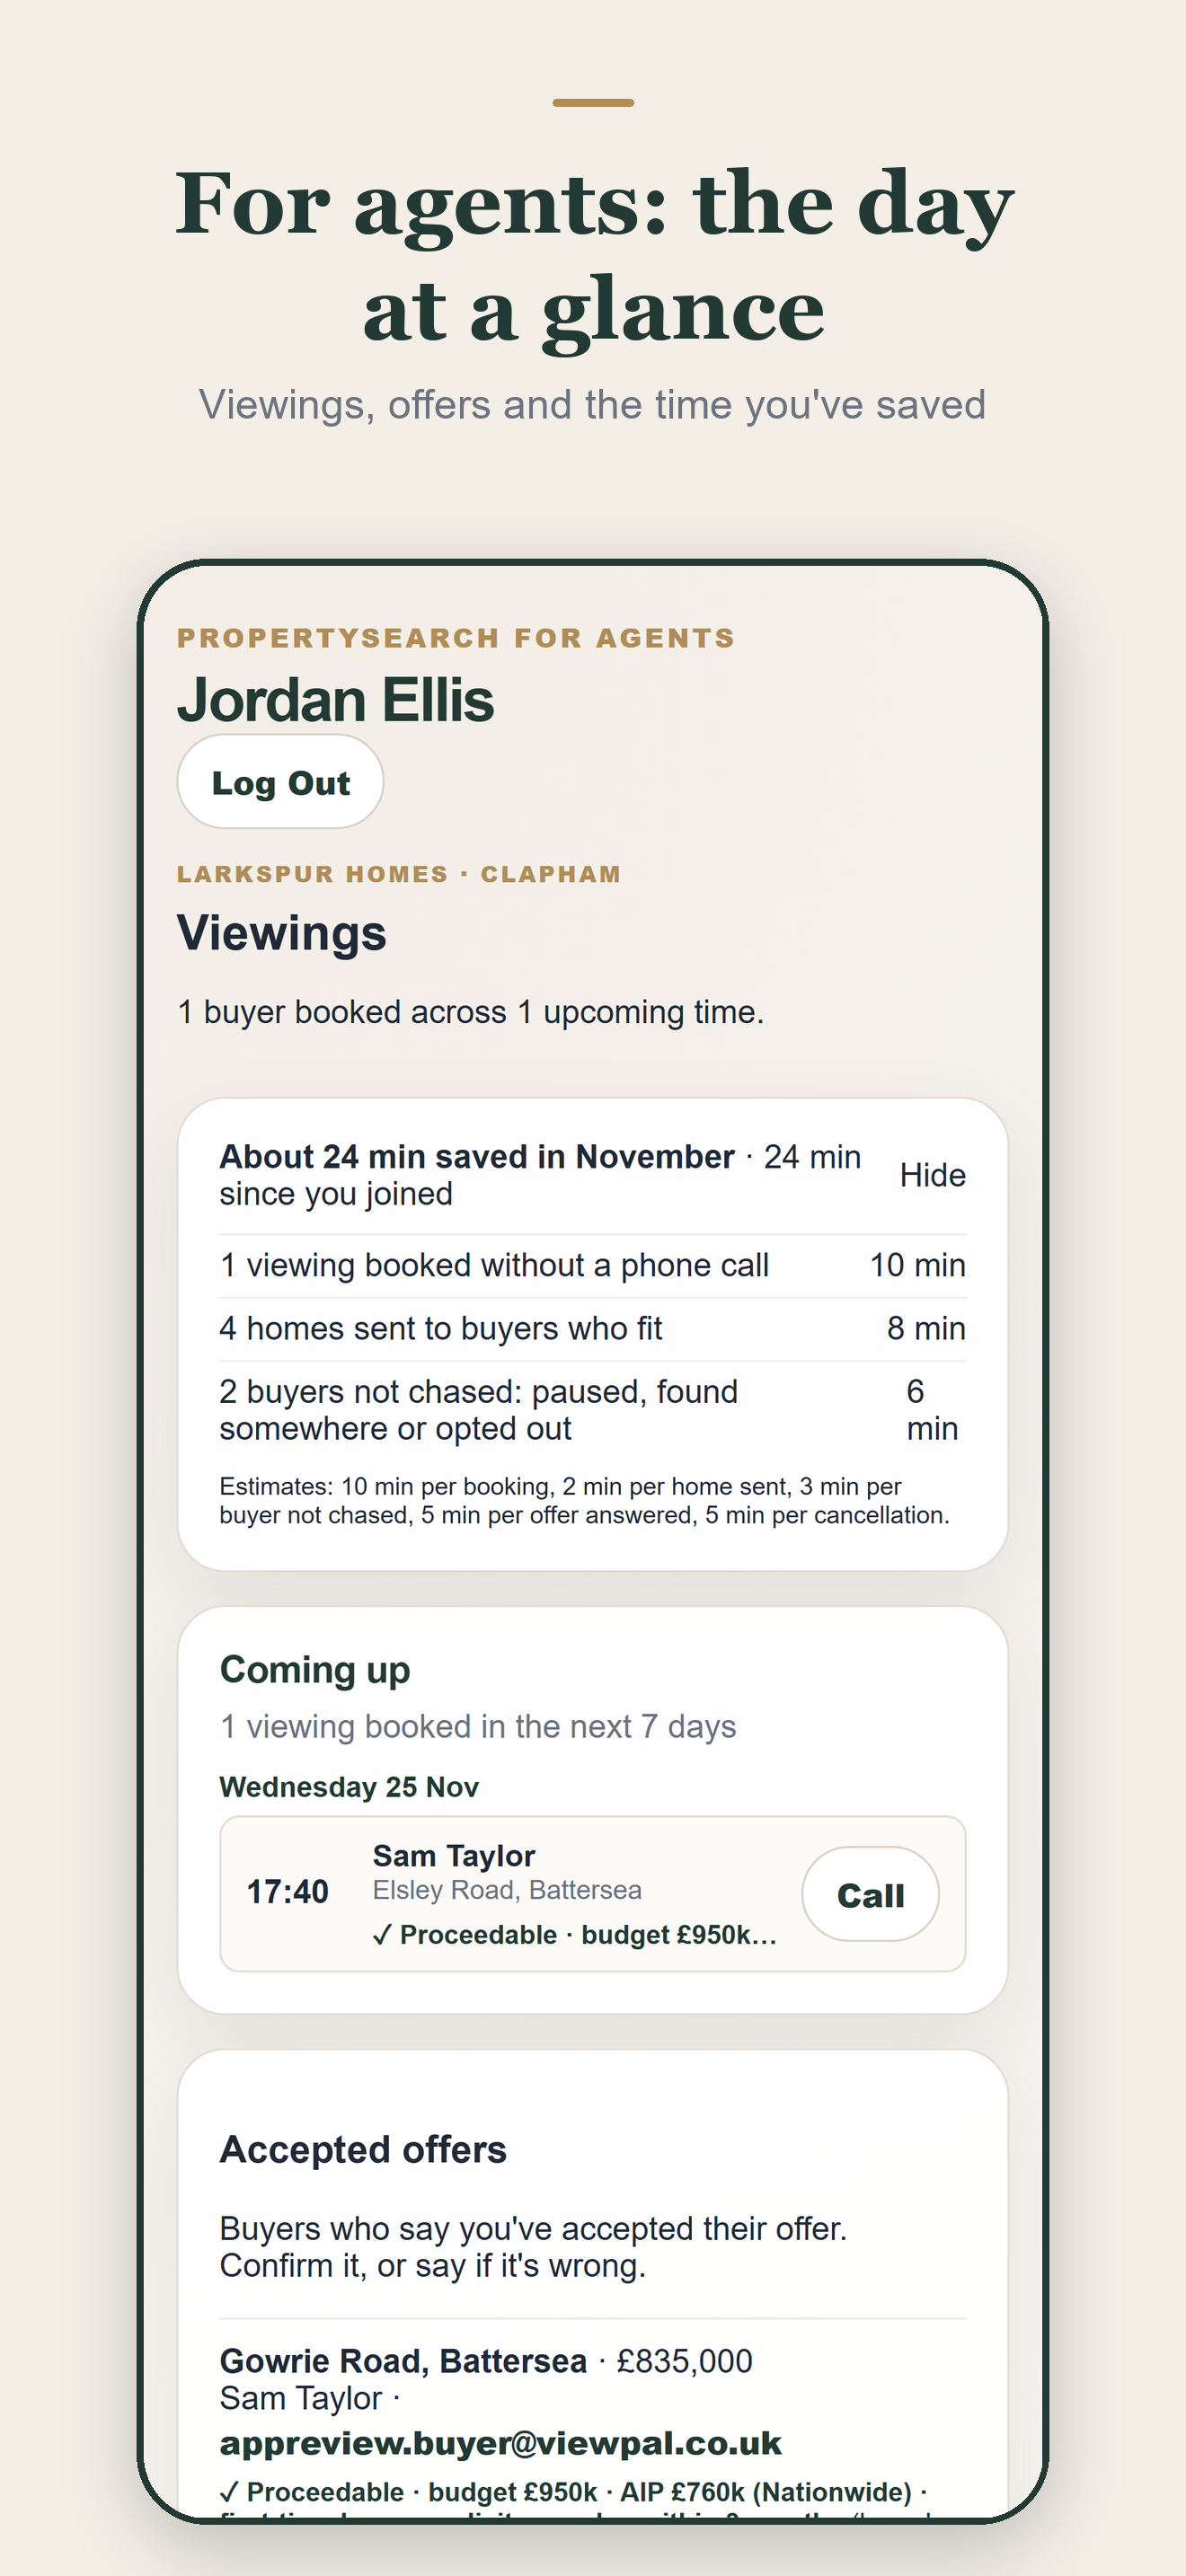 For agents: the day
at a glance
Viewings, offers and the time you've saved
PROPERTYSEARCH FOR AGENTS
Jordan Ellis
Log Out
LARKSPUR HOMES · CLAPHAM
Viewings
1 buyer booked across 1 upcoming time.
About 24 min saved in November · 24 min
since you joined
Hide
1 viewing booked without a phone call 10 min
4 homes sent to buyers who fit 8 min
2 buyers not chased: paused, found 6
somewhere or opted out min
Estimates: 10 min per booking, 2 min per home sent, 3 min per
buyer not chased, 5 min per offer answered, 5 min per cancellation.
Coming up
1 viewing booked in the next 7 days
Wednesday 25 Nov
17:40
Sam Taylor
Elsley Road, Battersea
✓ Proceedable · budget £950k...
Call
Accepted offers
Buyers who say you've accepted their offer.
Confirm it, or say if it's wrong.
Gowrie Road, Battersea · £835,000
Sam Taylor ·
appreview.buyer@viewpal.co.uk
✓ Proceedable · budget £950k · AIP £760k (Nationwide) ·